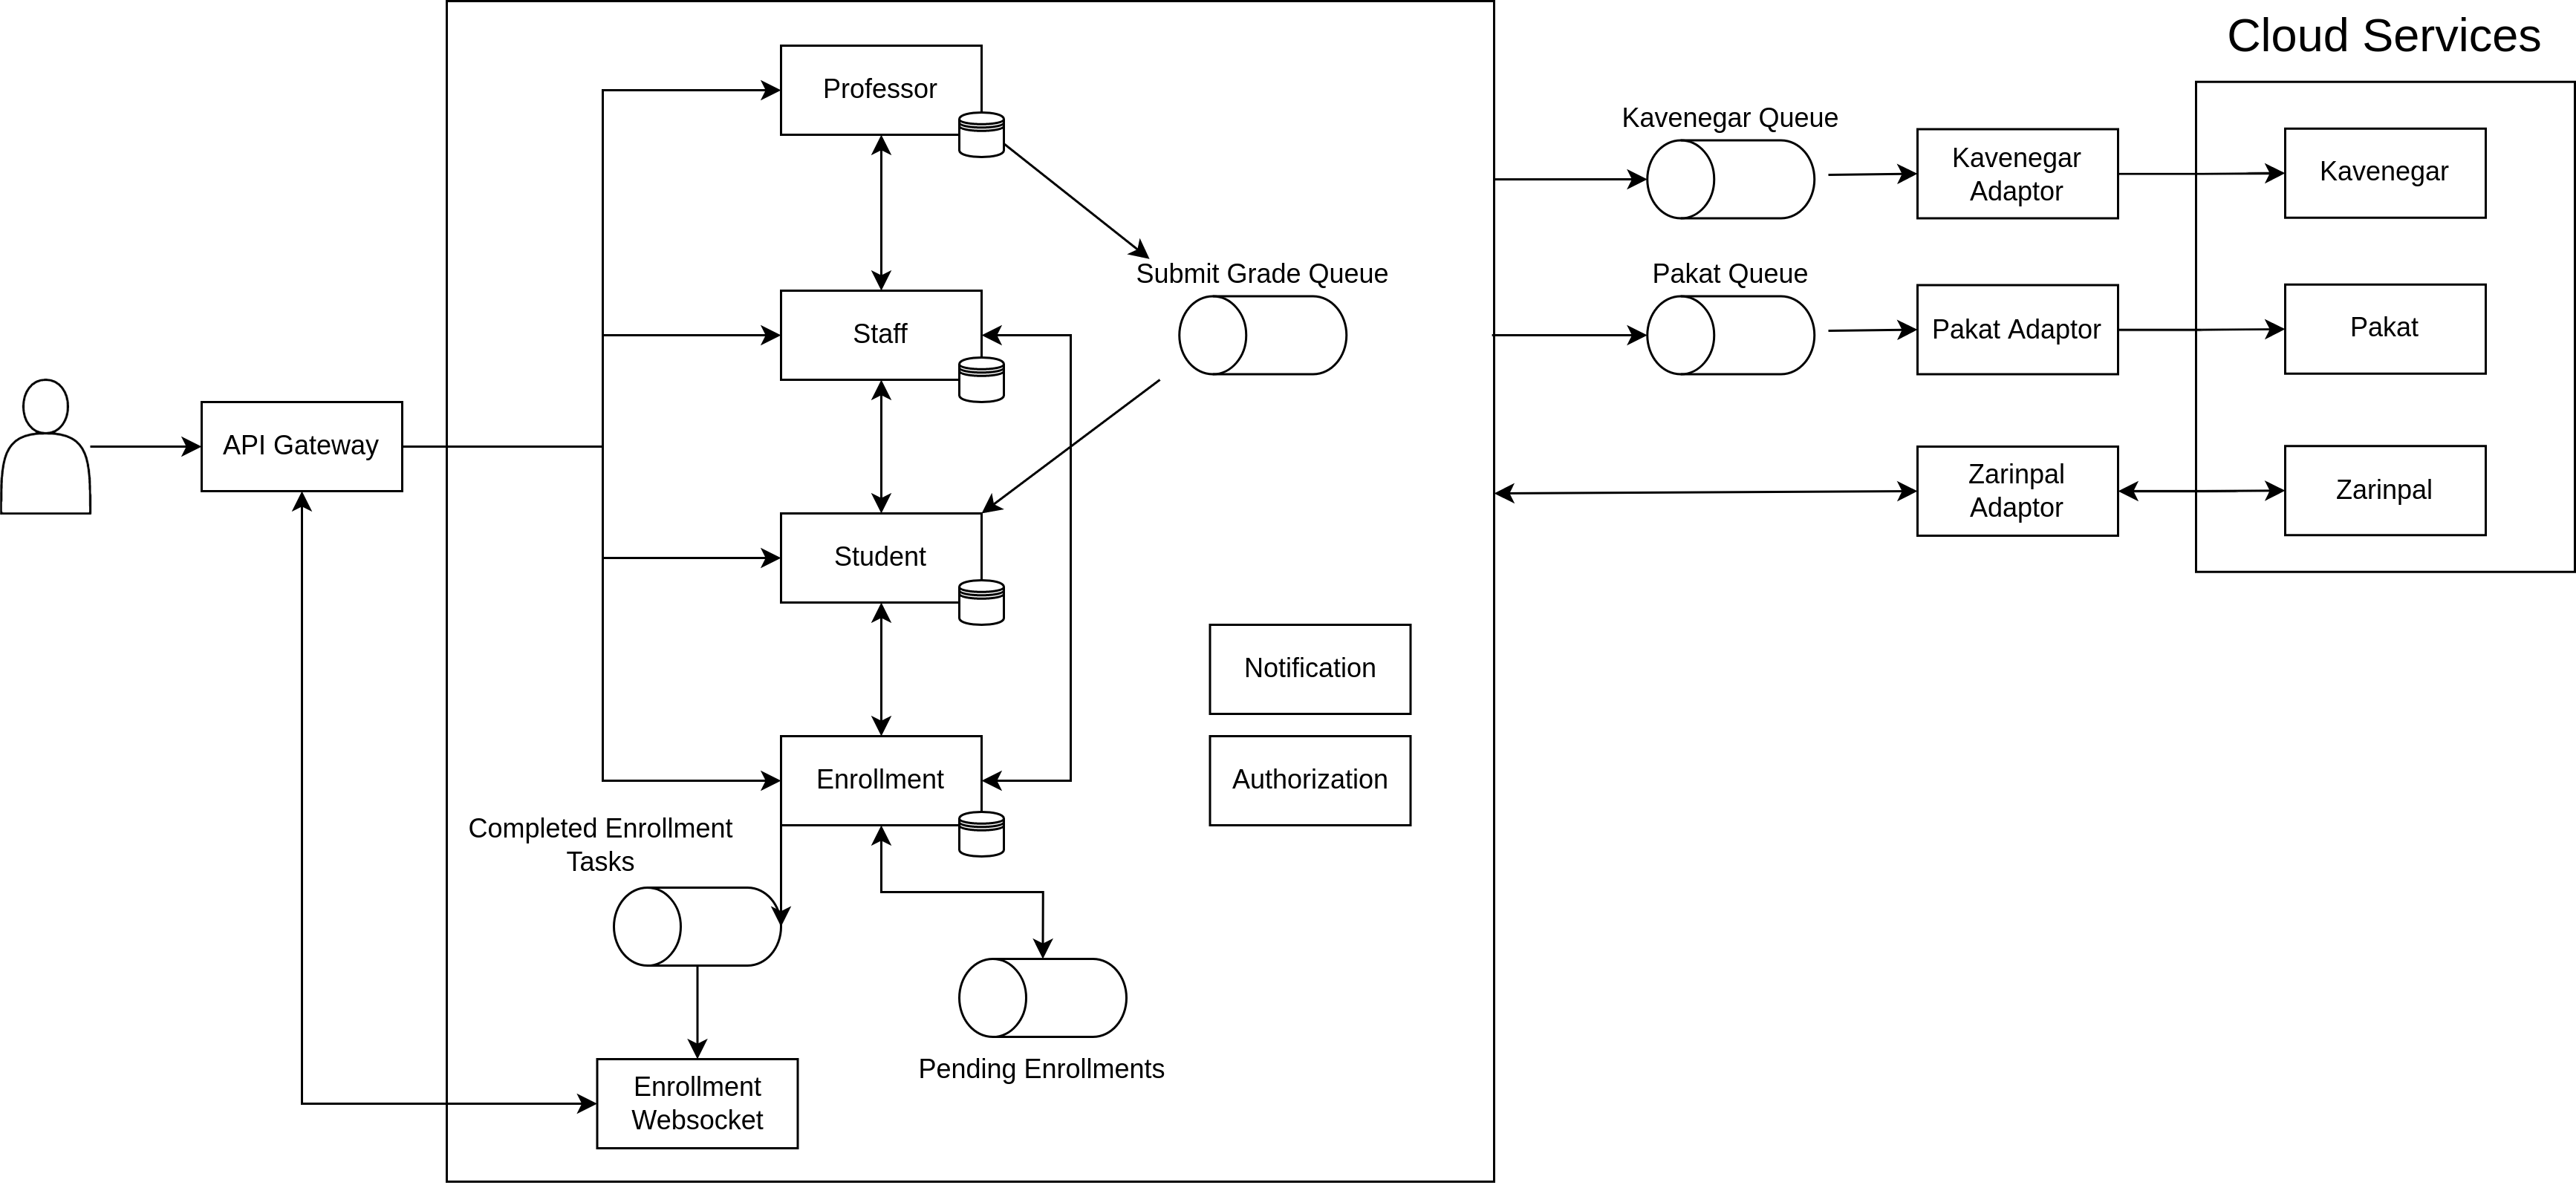 Cloud Services
Professor
Kavenegar Queue
Kavenegar
Adaptor
Kavenegar
Submit Grade Queue
Pakat Queue
Staff
Pakat Adaptor
Pakat
API Gateway
Zarinpal
Adaptor
Zarinpal
Student
Notification
Enrollment
Authorization
Completed Enrollment
Tasks
Pending Enrollments
Enrollment
Websocket